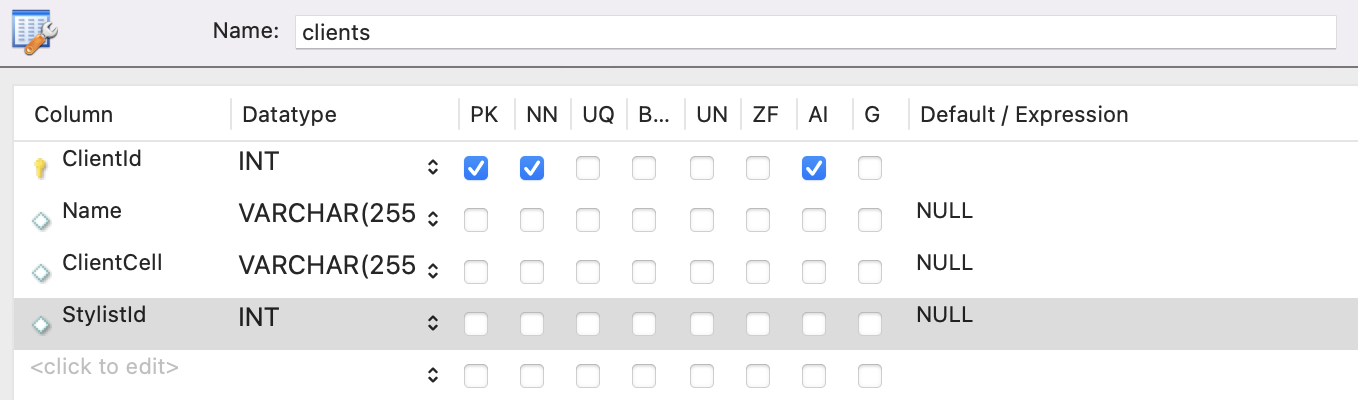 Name: clients
Column Datatype PK NN UQ B... UN ZF AI G Default / Expression
ClientId INT
Name VARCHAR(255 NULL
ClientCell VARCHAR(255 NULL
StylistId INT NULL
<click to edit>